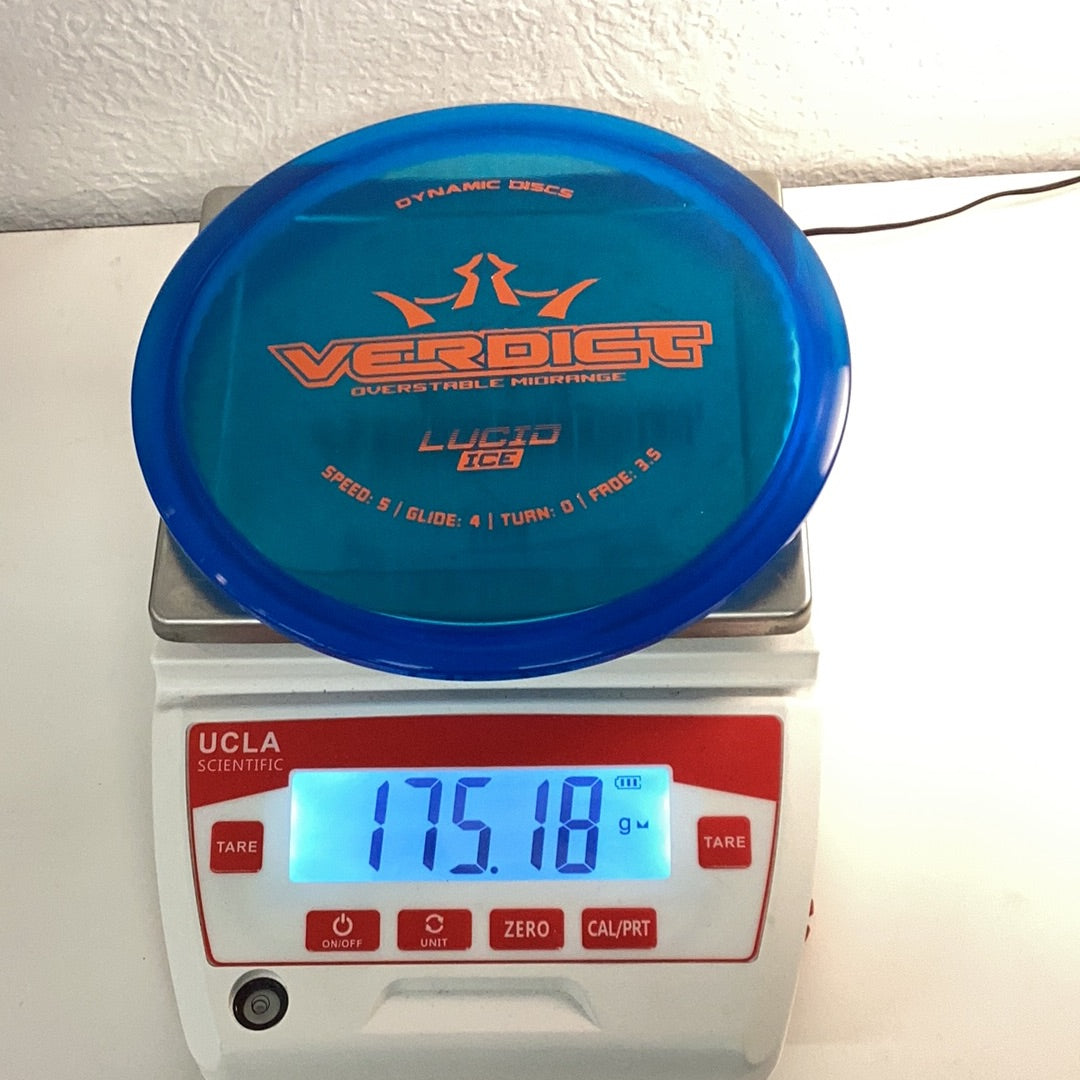 DYNAMIC DISCS
VERDICT
OVERSTABLE MIDRANGE
LUCID
ICE
SPEED: 5 | GLIDE: 4 | TURN: 0 | FADE: 3.5
UCLA
SCIENTIFIC
175.18
g
TARE
TARE
ON/OFF
UNIT
ZERO
CAL/PRT